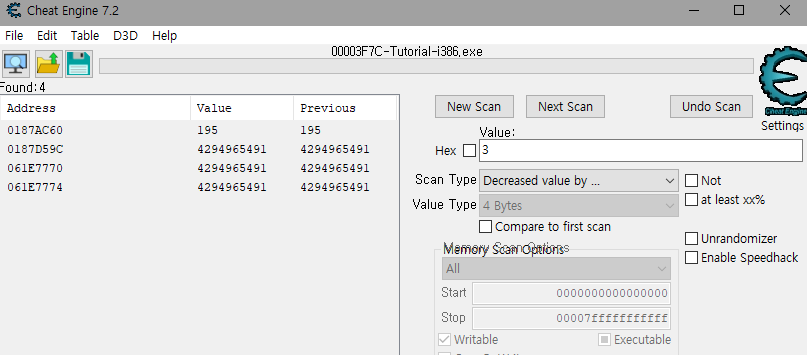 Cheat Engine 7.2
File Edit Table D3D Help
00003F7C-Tutorial-i386.exe
Found:4
Address Value Previous
0187AC60 195 195
0187D59C 4294965491 4294965491
061E7770 4294965491 4294965491
061E7774 4294965491 4294965491
New Scan Next Scan Undo Scan
Cheat Engine
Settings
Value:
Hex 3
Scan Type Decreased value by ... Not
Value Type 4 Bytes at least xx%
Compare to first scan
Unrandomizer
Memory Scan Options
Enable Speedhack
All
Start 0000000000000000
Stop 00007fffffffffff
Writable Executable